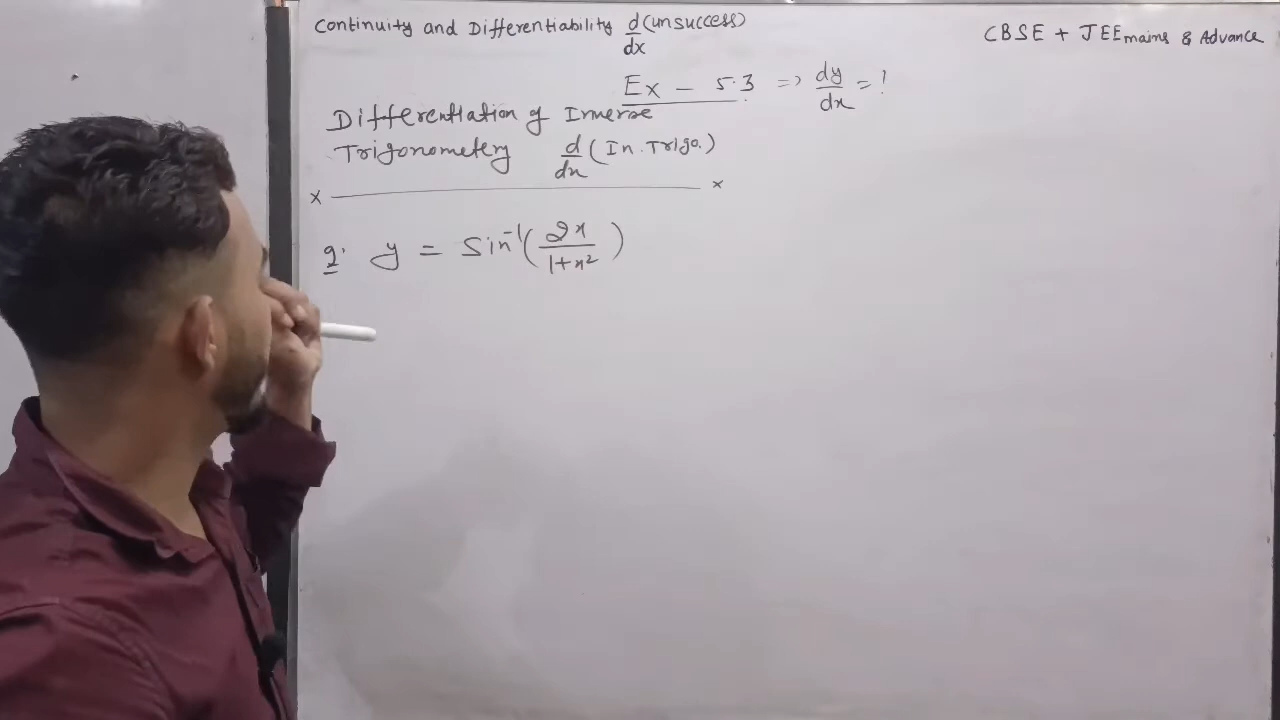 Continuity and Differentiability d/dx (unsuccess)
CBSE + JEE mains & Advance
Ex - 5.3 => dy/dx = !
Differentiation of Inverse
Trigonometery d/dx (In. Trigo.)
x x
Q. y = Sin⁻¹(2x/1+x²)